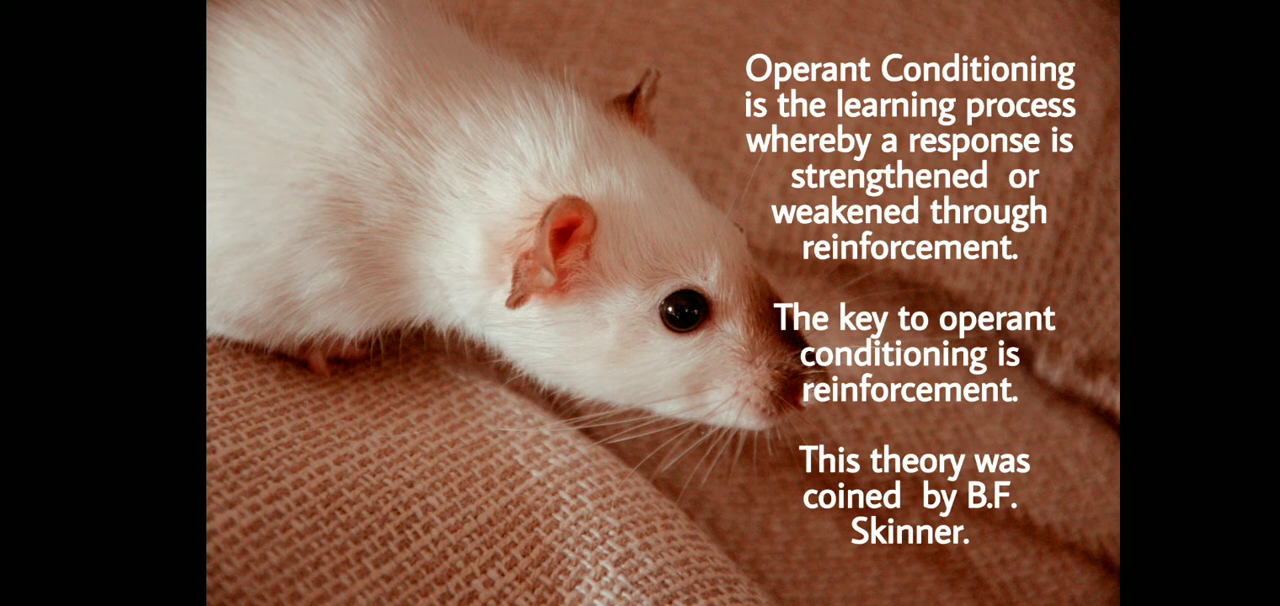 Operant Conditioning
is the learning process
whereby a response is
strengthened  or
weakened through
reinforcement.
The key to operant
conditioning is
reinforcement.
This theory was
coined  by B.F.
Skinner.